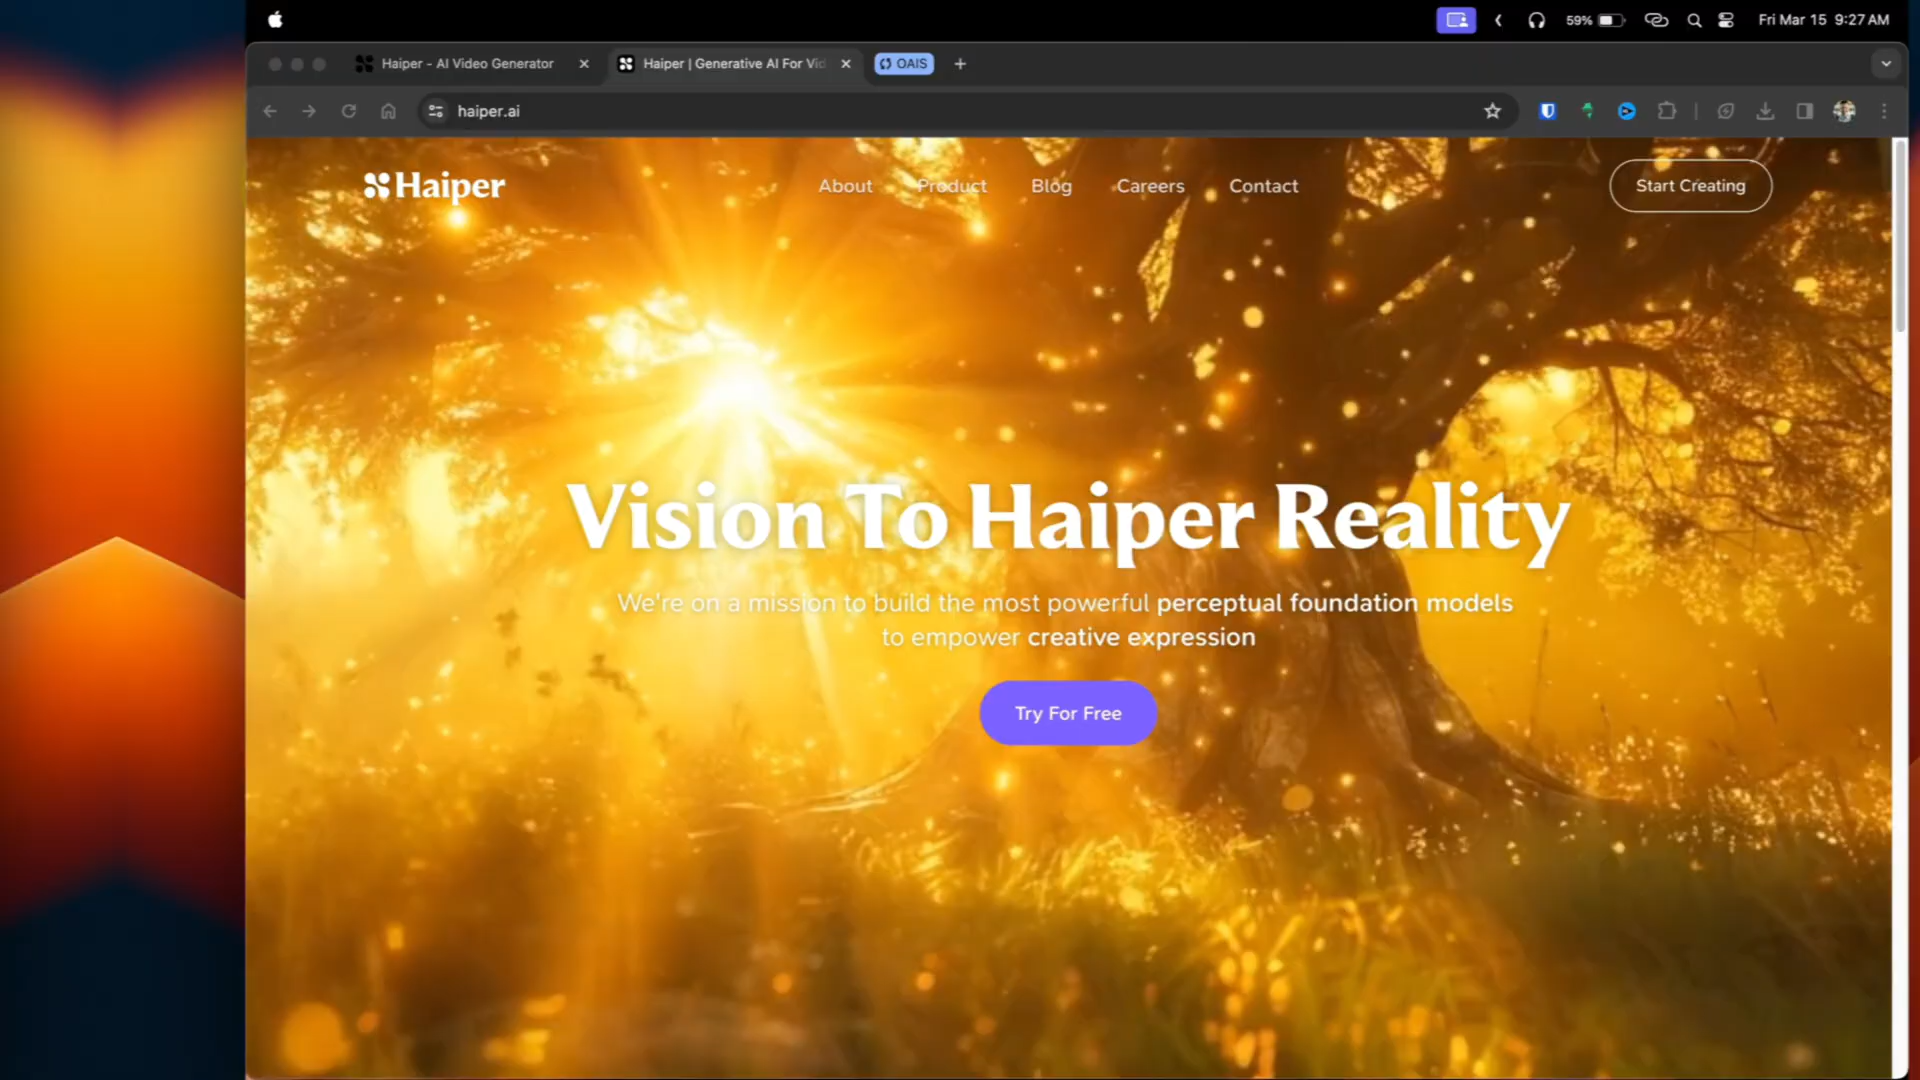 59%
Fri Mar 15 9:27 AM
Haiper - AI Video Generator
Haiper | Generative AI For Vid
OAIS
haiper.ai
Haiper
About
Product
Blog
Careers
Contact
Start Creating
Vision To Haiper Reality
We're on a mission to build the most powerful perceptual foundation models
to empower creative expression
Try For Free